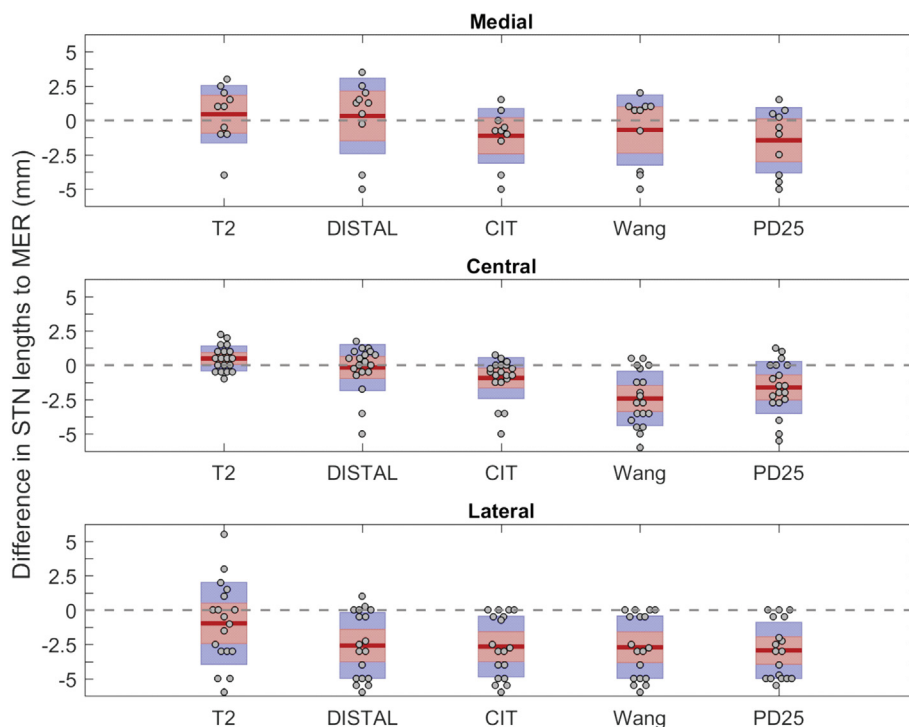 Medial
5
2.5
0
-2.5
-5
T2 DISTAL CIT Wang PD25
Difference in STN lengths to MER (mm)
Central
5
2.5
0
-2.5
-5
T2 DISTAL CIT Wang PD25
Lateral
5
2.5
0
-2.5
-5
T2 DISTAL CIT Wang PD25